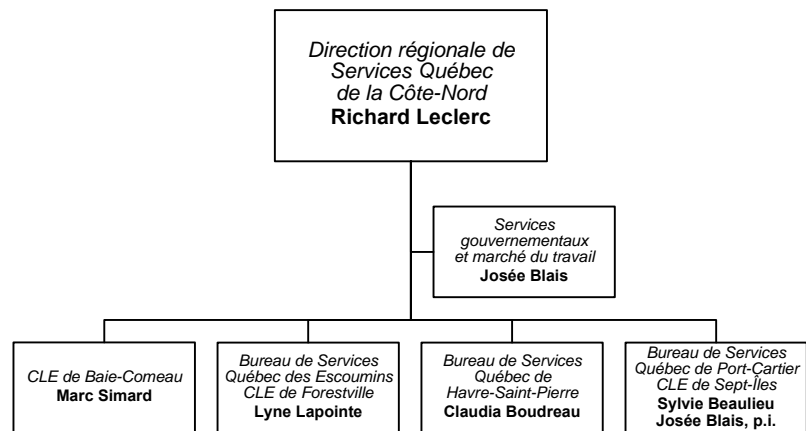 Direction régionale de
Services Québec
de la Côte-Nord
Richard Leclerc
Services
gouvernementaux
et marché du travail
Josée Blais
CLE de Baie-Comeau
Marc Simard
Bureau de Services
Québec des Escoumins
CLE de Forestville
Lyne Lapointe
Bureau de Services
Québec de
Havre-Saint-Pierre
Claudia Boudreau
Bureau de Services
Québec de Port-Cartier
CLE de Sept-Îles
Sylvie Beaulieu
Josée Blais, p.i.